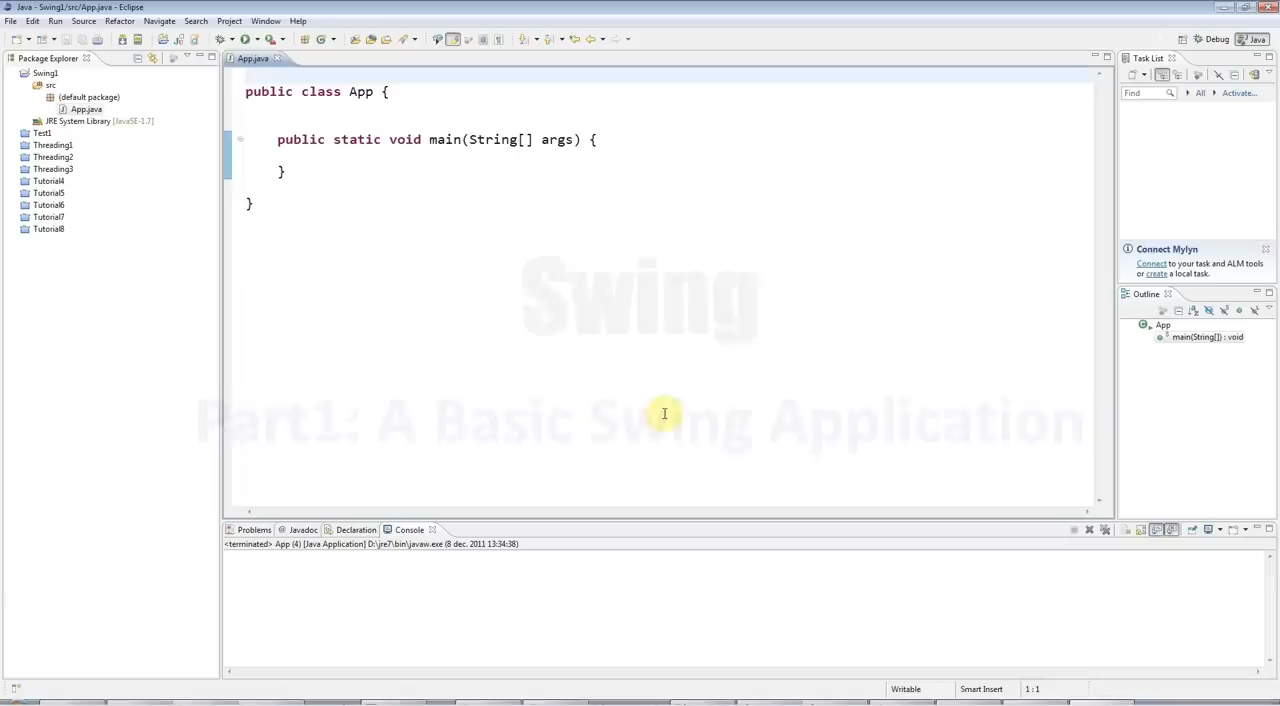 Java - Swing1/src/App.java - Eclipse
File Edit Run Source Refactor Navigate Search Project Run Window Help
Debug Java
Package Explorer
Swing1
src
(default package)
App.java
JRE System Library [JavaSE-1.7]
Test1
Threading1
Threading2
Threading3
Tutorial4
Tutorial5
Tutorial6
Tutorial7
Tutorial8
App.java
public class App {
public static void main(String[] args) {
}
}
Swing
Part1: A Basic Swing Application
Task List
Find All Activate...
Connect Mylyn
Connect to your task and ALM tools
or create a local task.
Outline
App
main(String[]) : void
Problems @ Javadoc Declaration Console
<terminated> App (4) [Java Application] D:\jre7\bin\javaw.exe (8 dec. 2011 13:34:38)
Writable Smart Insert 1 : 1